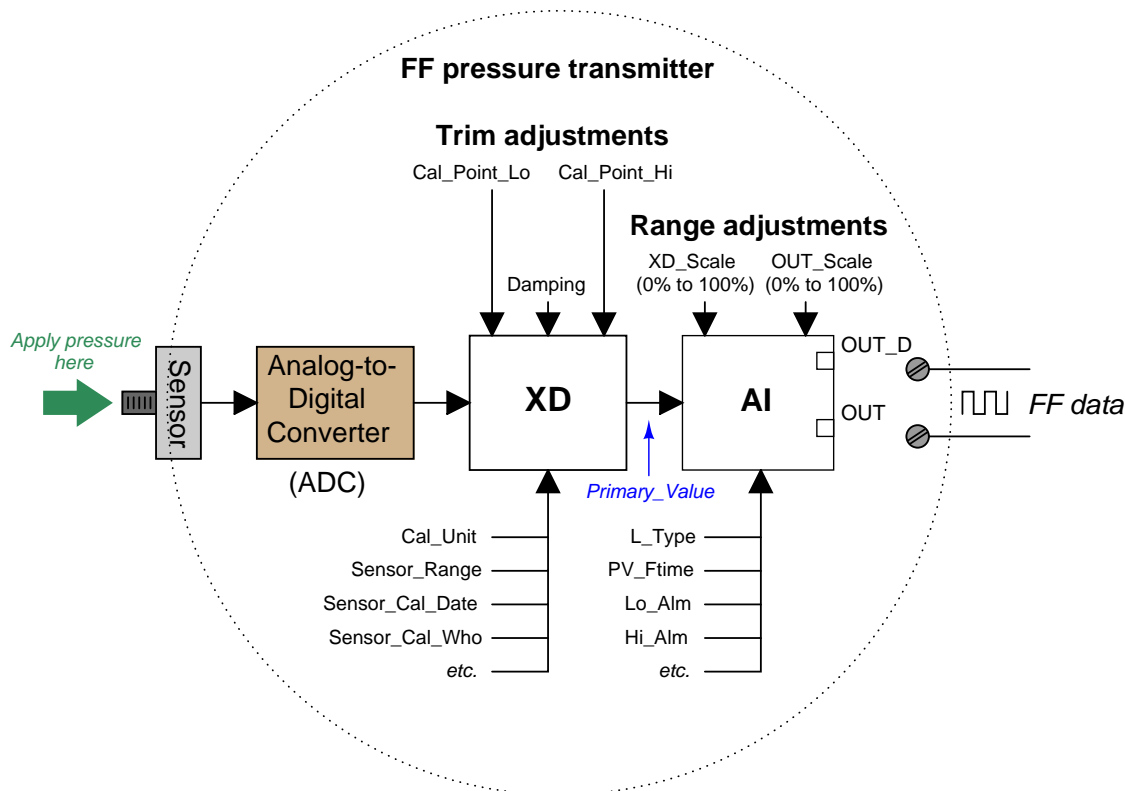 FF pressure transmitter
Trim adjustments
Cal_Point_Lo
Cal_Point_Hi
Range adjustments
XD_Scale
(0% to 100%)
OUT_Scale
(0% to 100%)
Damping
Apply pressure
here
Sensor
Analog-to-
Digital
Converter
(ADC)
XD
AI
OUT_D
OUT
FF data
Primary_Value
Cal_Unit
Sensor_Range
Sensor_Cal_Date
Sensor_Cal_Who
etc.
L_Type
PV_Ftime
Lo_Alm
Hi_Alm
etc.